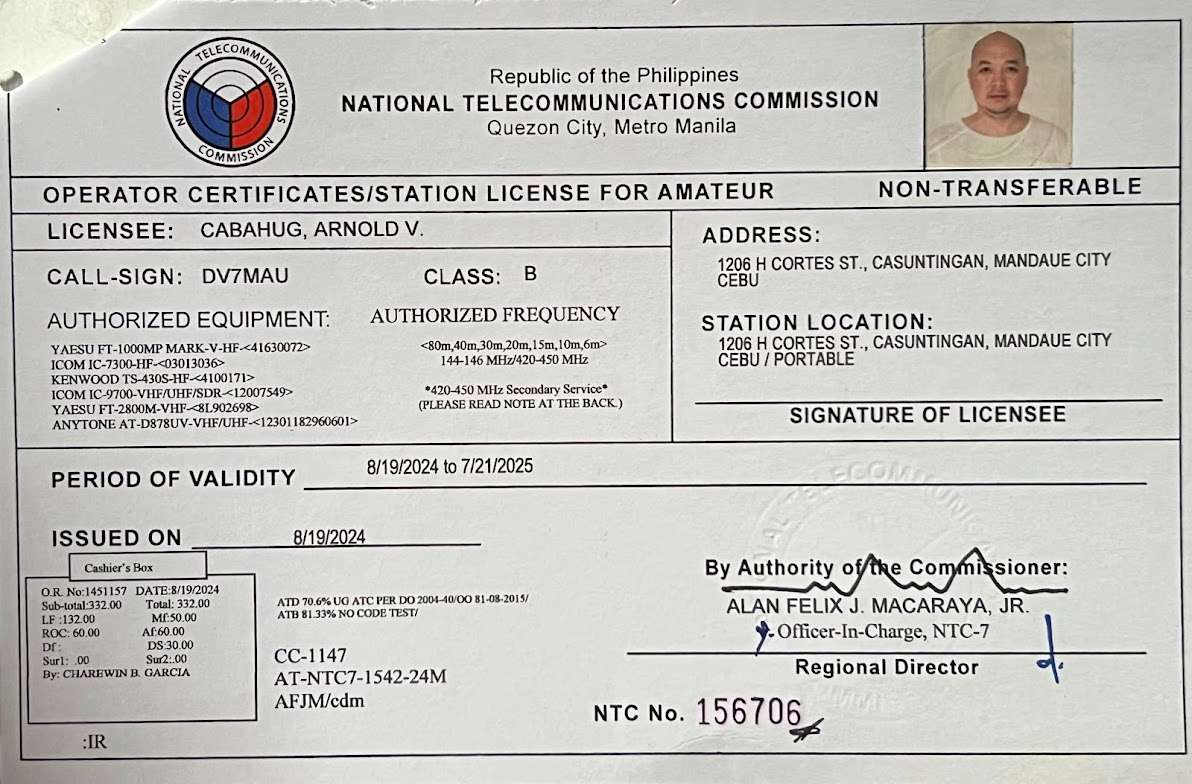 NATIONAL TELECOMMUNICATIONS COMMISSION
Republic of the Philippines
NATIONAL TELECOMMUNICATIONS COMMISSION
Quezon City, Metro Manila
OPERATOR CERTIFICATES/STATION LICENSE FOR AMATEUR
NON-TRANSFERABLE
LICENSEE: CABAHUG, ARNOLD V.
CALL-SIGN: DV7MAU CLASS: B
AUTHORIZED EQUIPMENT:
YAESU FT-1000MP MARK-V-HF-<41630072>
ICOM IC-7300-HF-<03013036>
KENWOOD TS-430S-HF-<4100171>
ICOM IC-9700-VHF/UHF/SDR-<12007549>
YAESU FT-2800M-VHF-<8L902698>
ANYTONE AT-D878UV-VHF/UHF-<12301182960601>
AUTHORIZED FREQUENCY
<80m,40m,30m,20m,15m,10m,6m>
144-146 MHz/420-450 MHz
*420-450 MHz Secondary Service*
(PLEASE READ NOTE AT THE BACK.)
ADDRESS:
1206 H CORTES ST., CASUNTINGAN, MANDAUE CITY
CEBU
STATION LOCATION:
1206 H CORTES ST., CASUNTINGAN, MANDAUE CITY
CEBU / PORTABLE
SIGNATURE OF LICENSEE
PERIOD OF VALIDITY 8/19/2024 to 7/21/2025
ISSUED ON 8/19/2024
Cashier's Box
O.R. No:1451157 DATE:8/19/2024
Sub-total:332.00 Total: 332.00
LF :132.00 Mf:50.00
ROC: 60.00 Af:60.00
Df : DS:30.00
Sur1: .00 Sur2:.00
By: CHAREWIN B. GARCIA
:IR
ATD 70.6% UG ATC PER DO 2004-40/OO 81-08-2015/
ATB 81.33% NO CODE TEST/
CC-1147
AT-NTC7-1542-24M
AFJM/cdm
By Authority of the Commissioner:
ALAN FELIX J. MACARAYA, JR.
Officer-In-Charge, NTC-7
Regional Director
NTC No. 156706